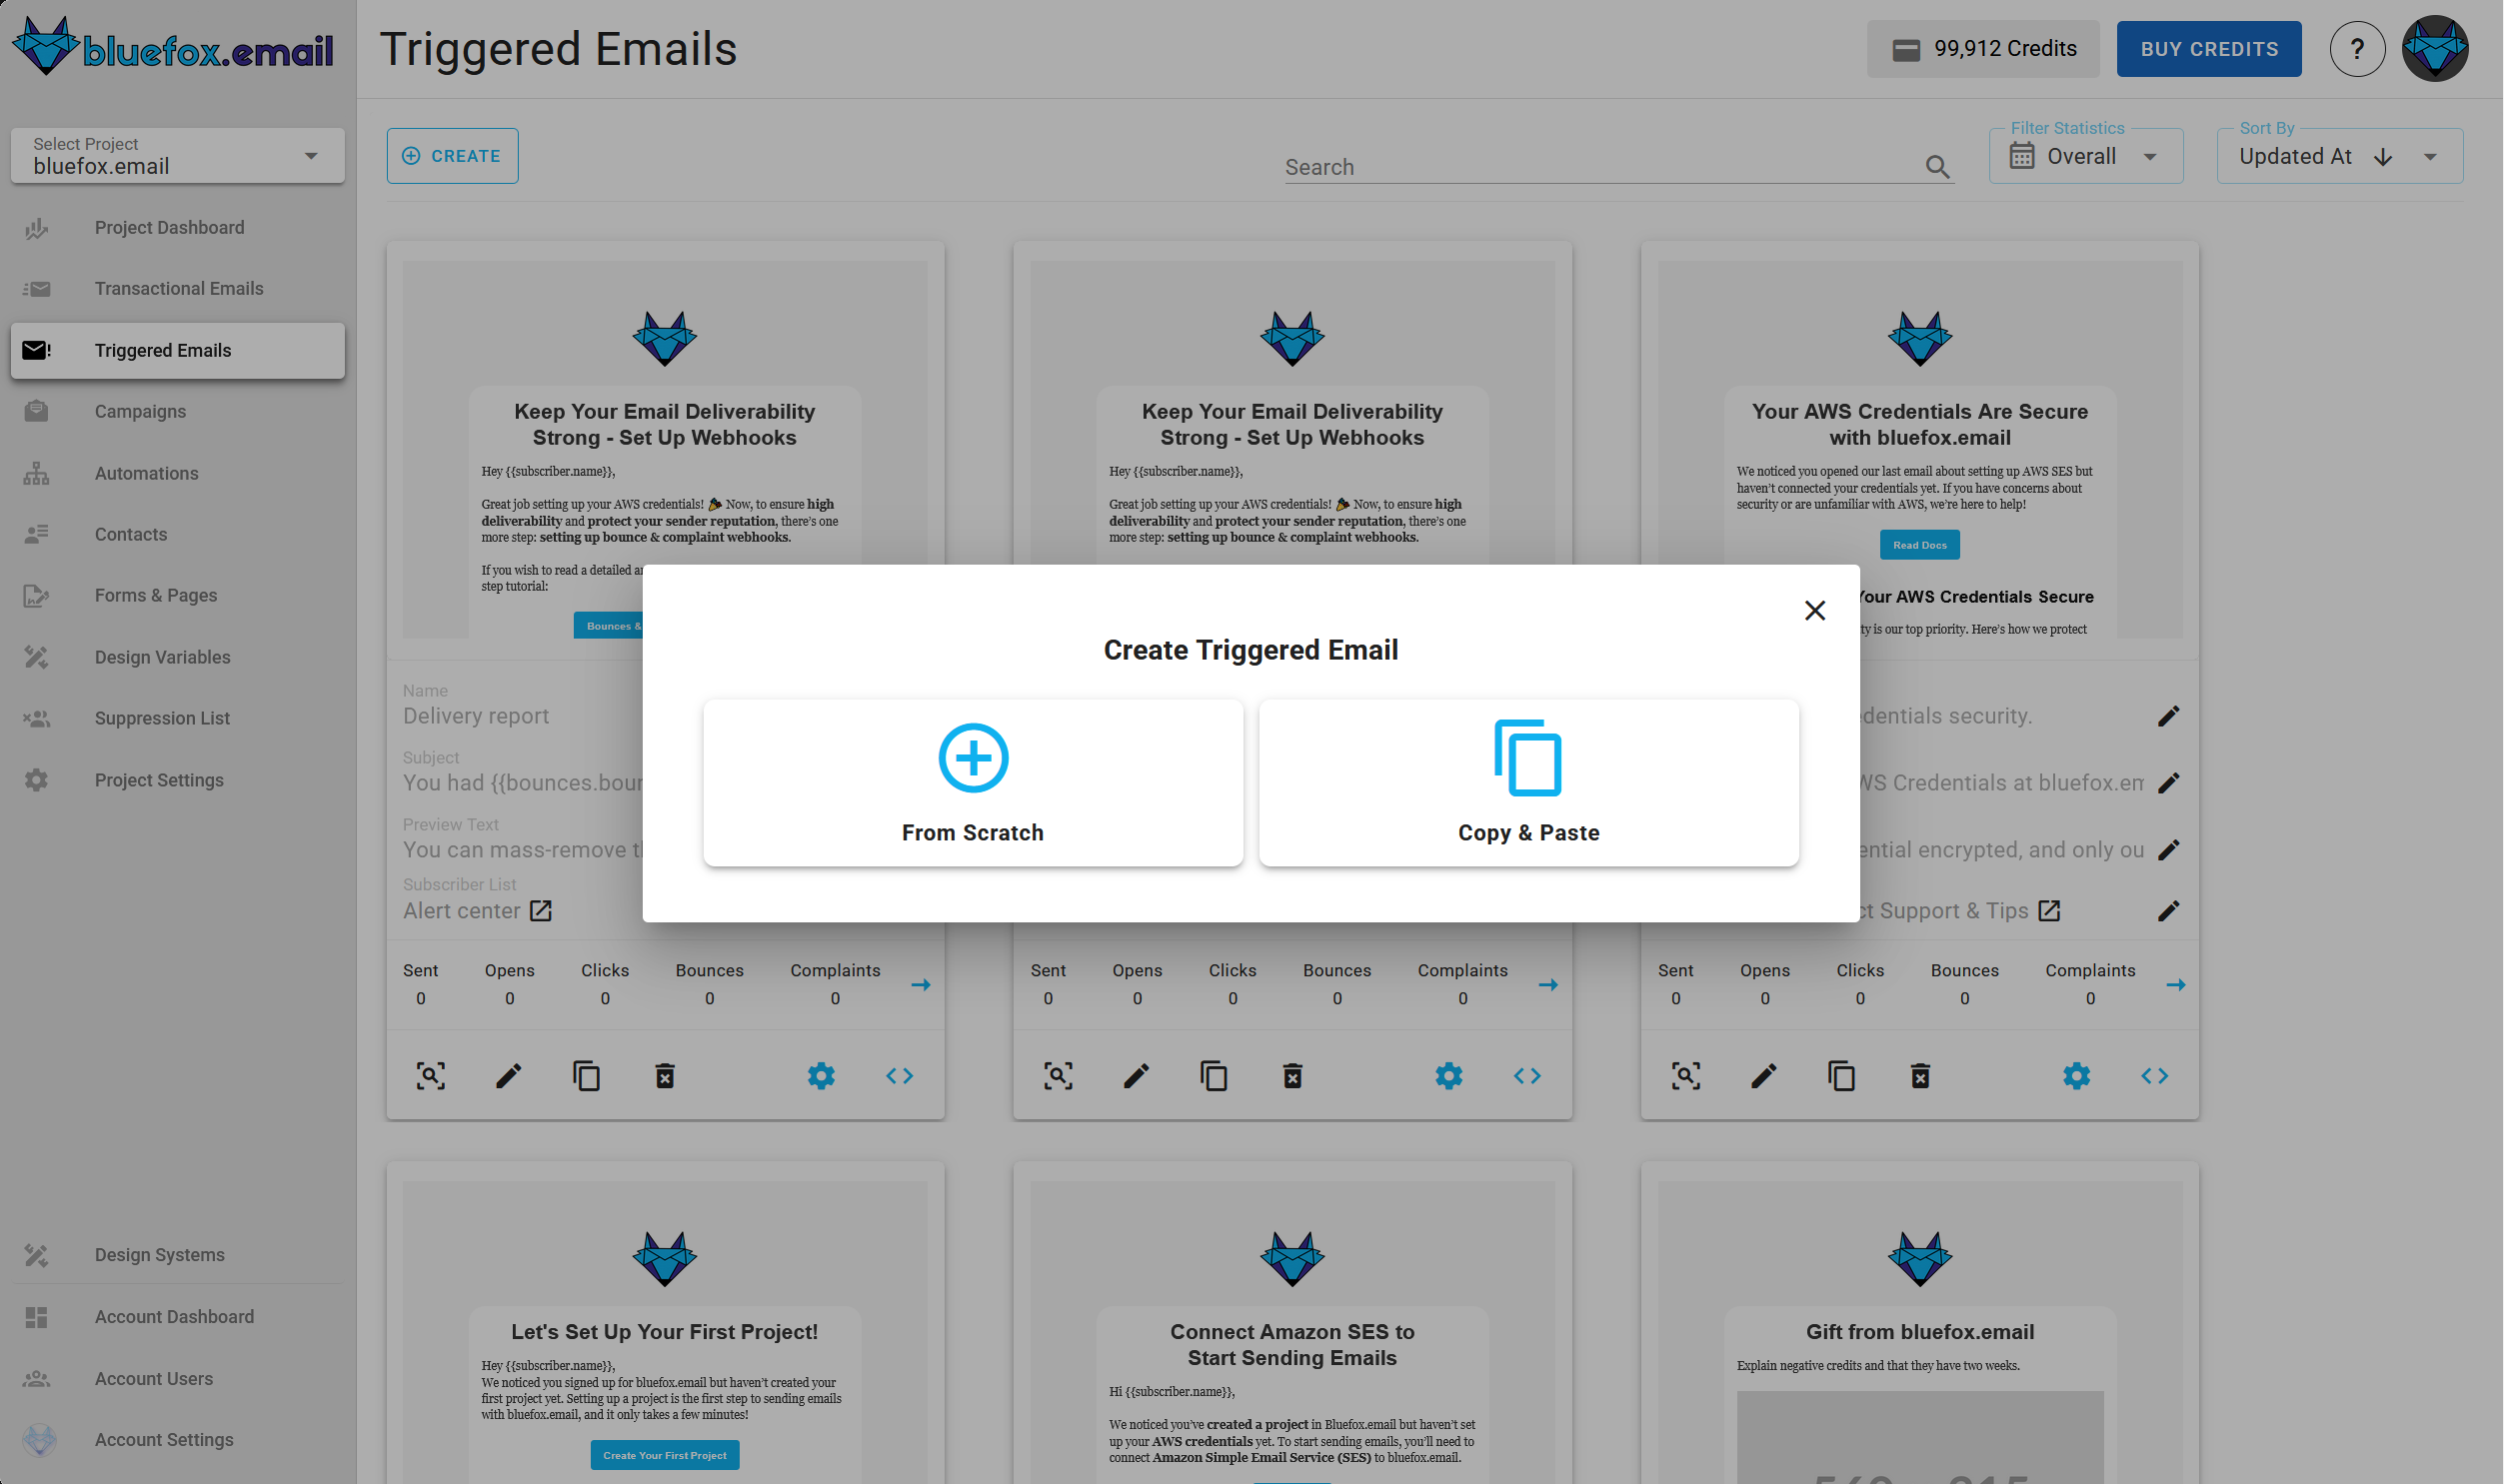 bluefox.email
Triggered Emails
99,912 Credits
BUY CREDITS
?
Select Project
bluefox.email
Project Dashboard
Transactional Emails
Triggered Emails
Campaigns
Automations
Contacts
Forms & Pages
Design Variables
Suppression List
Project Settings
Design Systems
Account Dashboard
Account Users
Account Settings
CREATE
Search
Filter Statistics
Overall
Sort By
Updated At
Keep Your Email Deliverability
Strong - Set Up Webhooks
Hey {{subscriber.name}},
Great job setting up your AWS credentials! 🎉 Now, to ensure high
deliverability and protect your sender reputation, there's one
more step: setting up bounce & complaint webhooks.
If you wish to read a detailed
step tutorial:
Bounces &
Name
Delivery report
Subject
You had {{bounces.bour
Preview Text
You can mass-remove
Subscriber List
Alert center
Sent
Opens
Clicks
Bounces
Complaints
0
0
0
0
0
Keep Your Email Deliverability
Strong - Set Up Webhooks
Hey {{subscriber.name}},
Great job setting up your AWS credentials! 🎉 Now, to ensure high
deliverability and protect your sender reputation, there's one
more step: setting up bounce & complaint webhooks.
Sent
Opens
Clicks
Bounces
Complaints
0
0
0
0
0
Your AWS Credentials Are Secure
with bluefox.email
We noticed you opened our last email about setting up AWS SES but
haven't connected your credentials yet. If you have concerns about
security or are unfamiliar with AWS, we're here to help!
Read Docs
Your AWS Credentials Secure
ty is our top priority. Here's how we protect
dentials security.
WS Credentials at bluefox.em
ential encrypted, and only ou
ct Support & Tips
Sent
Opens
Clicks
Bounces
Complaints
0
0
0
0
0
Create Triggered Email
From Scratch
Copy & Paste
Let's Set Up Your First Project!
Hey {{subscriber.name}},
We noticed you signed up for bluefox.email but haven't created your
first project yet. Setting up a project is the first step to sending emails
with bluefox.email, and it only takes a few minutes!
Create Your First Project
Connect Amazon SES to
Start Sending Emails
Hi {{subscriber.name}},
We noticed you've created a project in Bluefox.email but haven't set
up your AWS credentials yet. To start sending emails, you'll need to
connect Amazon Simple Email Service (SES) to bluefox.email.
Gift from bluefox.email
Explain negative credits and that they have two weeks.